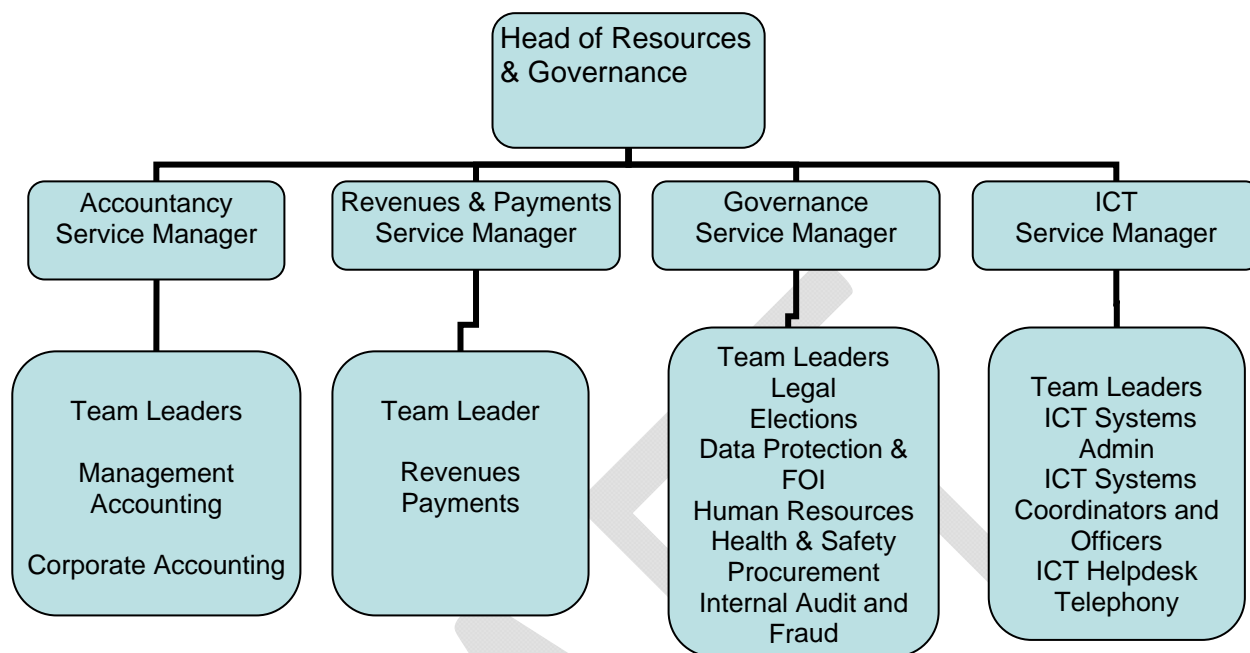 Head of Resources
& Governance
Accountancy
Service Manager
Revenues & Payments
Service Manager
Governance
Service Manager
ICT
Service Manager
Team Leaders
Management
Accounting
Corporate Accounting
Team Leader
Revenues
Payments
Team Leaders
Legal
Elections
Data Protection &
FOI
Human Resources
Health & Safety
Procurement
Internal Audit and
Fraud
Team Leaders
ICT Systems
Admin
ICT Systems
Coordinators and
Officers
ICT Helpdesk
Telephony